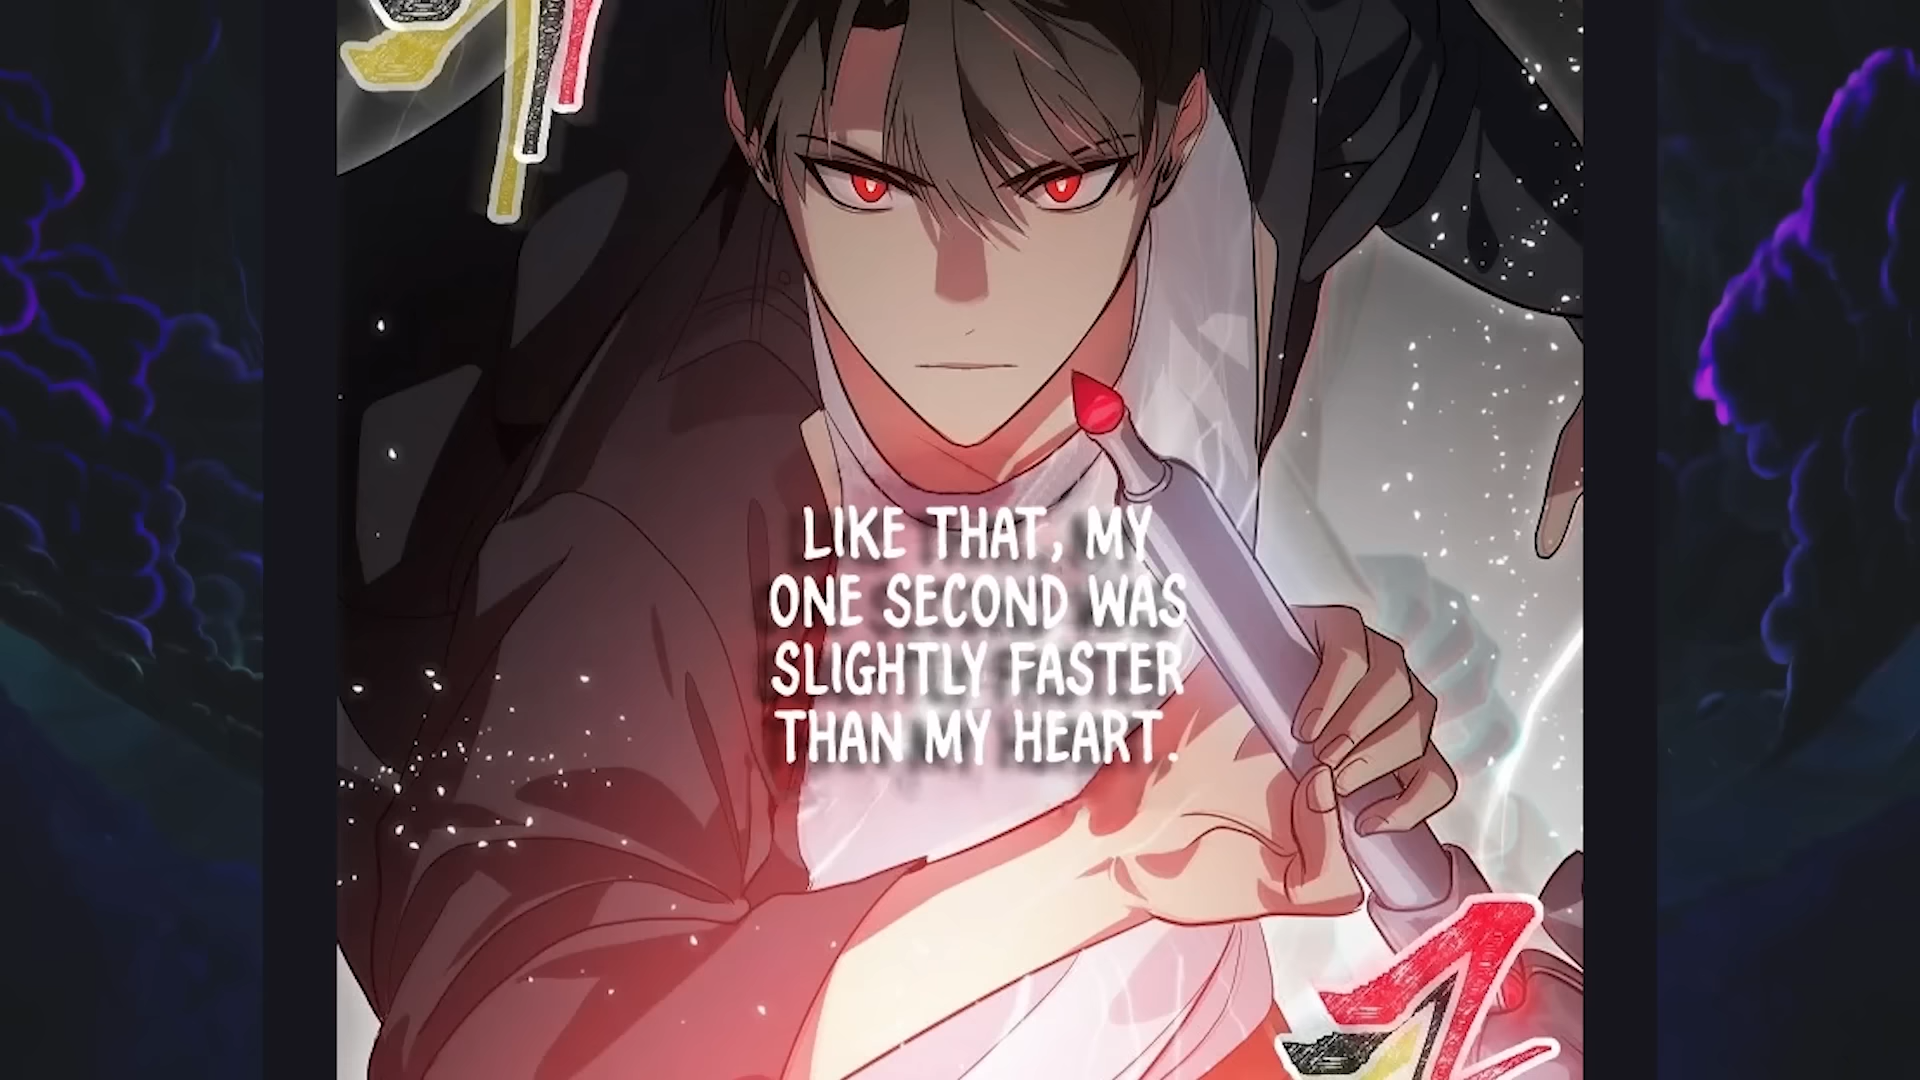 LIKE THAT, MY
ONE SECOND WAS
SLIGHTLY FASTER
THAN MY HEART.